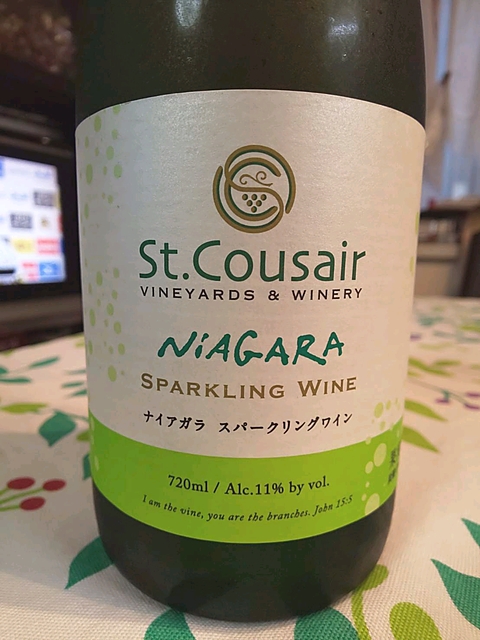 St.Cousair
VINEYARDS & WINERY
NiAGARA
SPARKLING WINE
ナイアガラ スパークリングワイン
720ml / Alc.11% by vol.
I am the vine, you are the branches. John 15:5